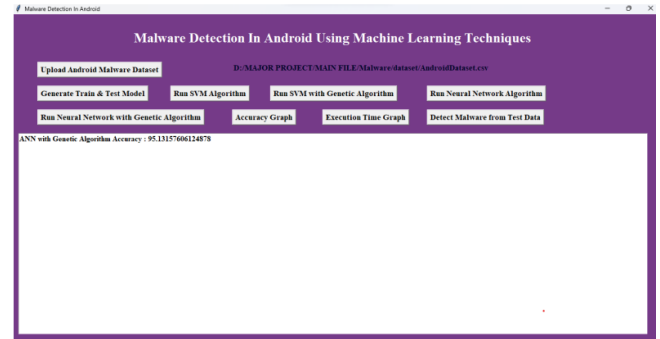 Malware Detection In Android
Malware Detection In Android Using Machine Learning Techniques
Upload Android Malware Dataset D:/MAJOR PROJECT/MAIN FILE/Malware/dataset/AndroidDataset.csv
Generate Train & Test Model Run SVM Algorithm Run SVM with Genetic Algorithm Run Neural Network Algorithm
Run Neural Network with Genetic Algorithm Accuracy Graph Execution Time Graph Detect Malware from Test Data
ANN with Genetic Algorithm Accuracy : 95.13157606124878